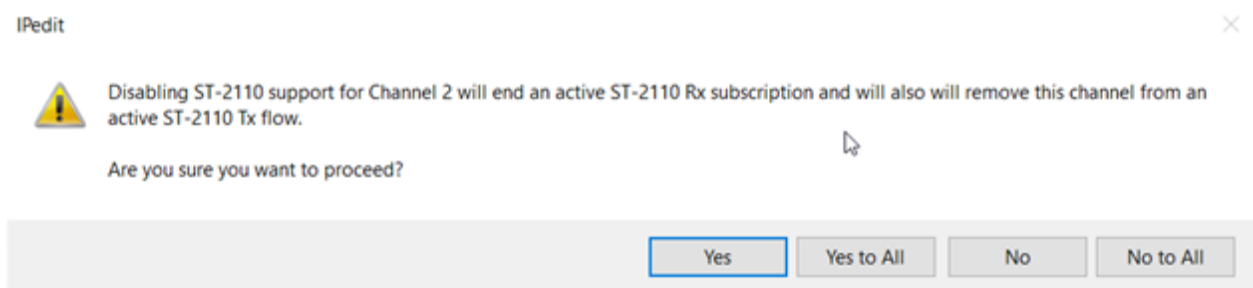 IPedit
Disabling ST-2110 support for Channel 2 will end an active ST-2110 Rx subscription and will also will remove this channel from an
active ST-2110 Tx flow.
Are you sure you want to proceed?
Yes
Yes to All
No
No to All